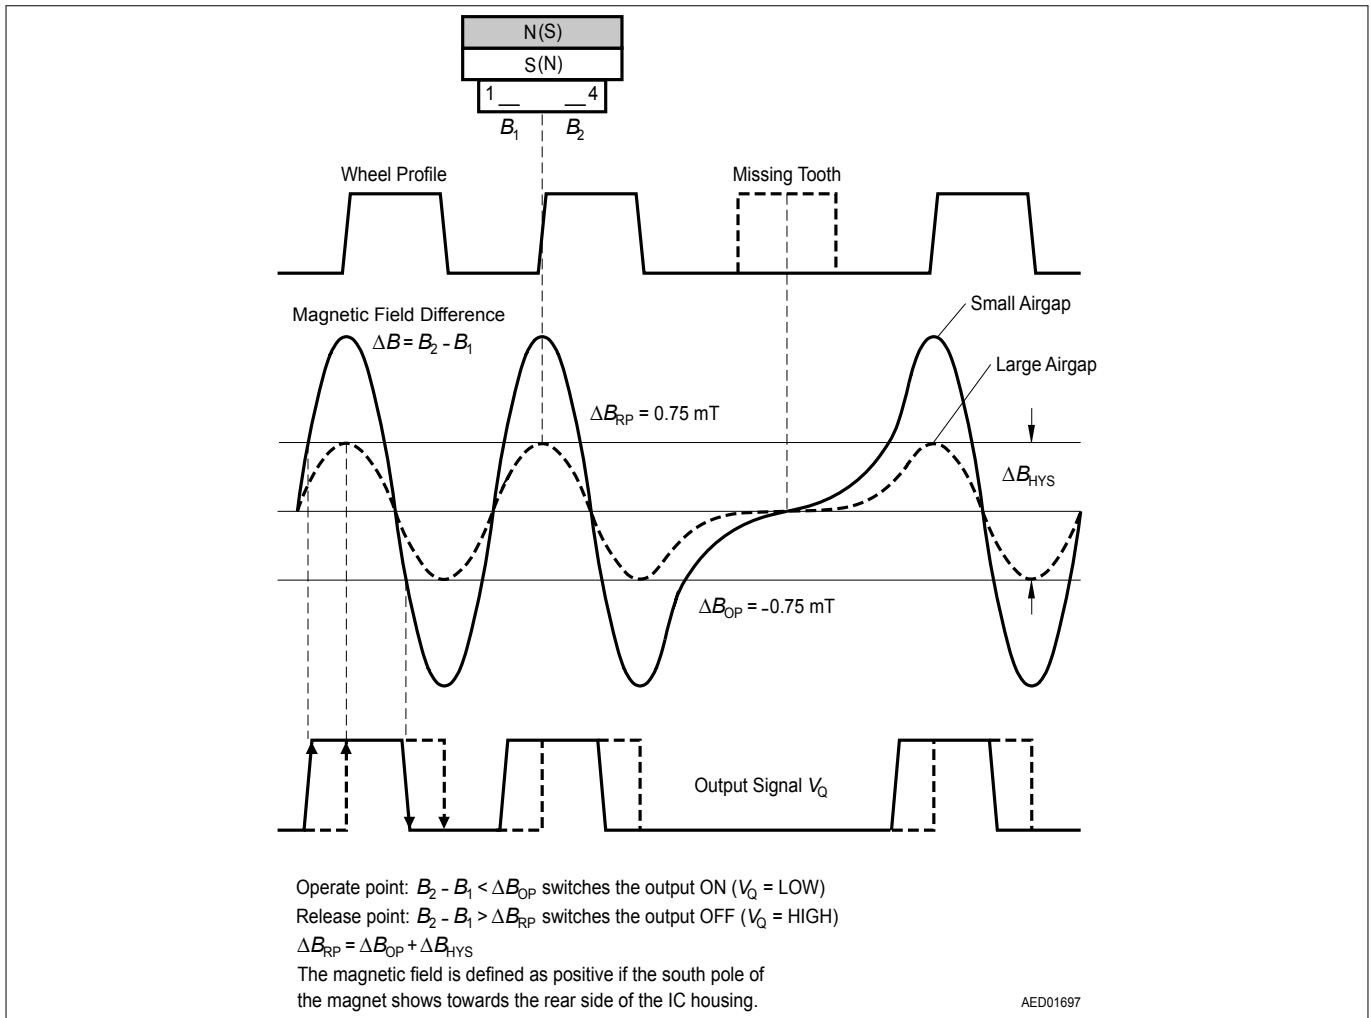 N(S)
S(N)
1 4
B1 B2
Wheel Profile
Missing Tooth
Magnetic Field Difference
ΔB = B2 - B1
Small Airgap
Large Airgap
ΔBRP = 0.75 mT
ΔBHYS
ΔBOP = -0.75 mT
Output Signal VQ
Operate point: B2 - B1 < ΔBOP switches the output ON (VQ = LOW)
Release point: B2 - B1 > ΔBRP switches the output OFF (VQ = HIGH)
ΔBRP = ΔBOP + ΔBHYS
The magnetic field is defined as positive if the south pole of
the magnet shows towards the rear side of the IC housing.
AED01697